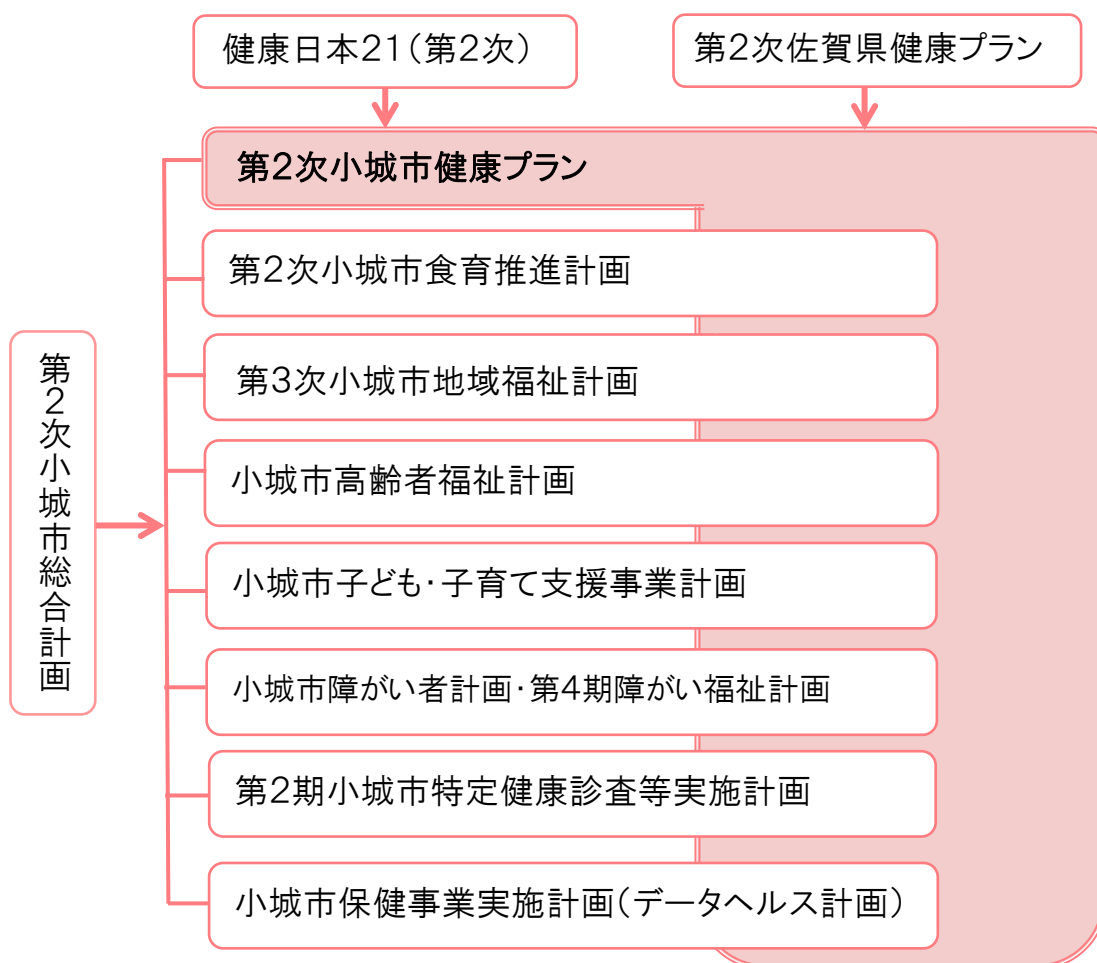 健康日本21(第2次)
第2次佐賀県健康プラン
第2次小城市健康プラン
第2次小城市食育推進計画
第3次小城市地域福祉計画
小城市高齢者福祉計画
小城市子ども・子育て支援事業計画
小城市障がい者計画・第4期障がい福祉計画
第2期小城市特定健康診査等実施計画
小城市保健事業実施計画(データヘルス計画)
第2次小城市総合計画